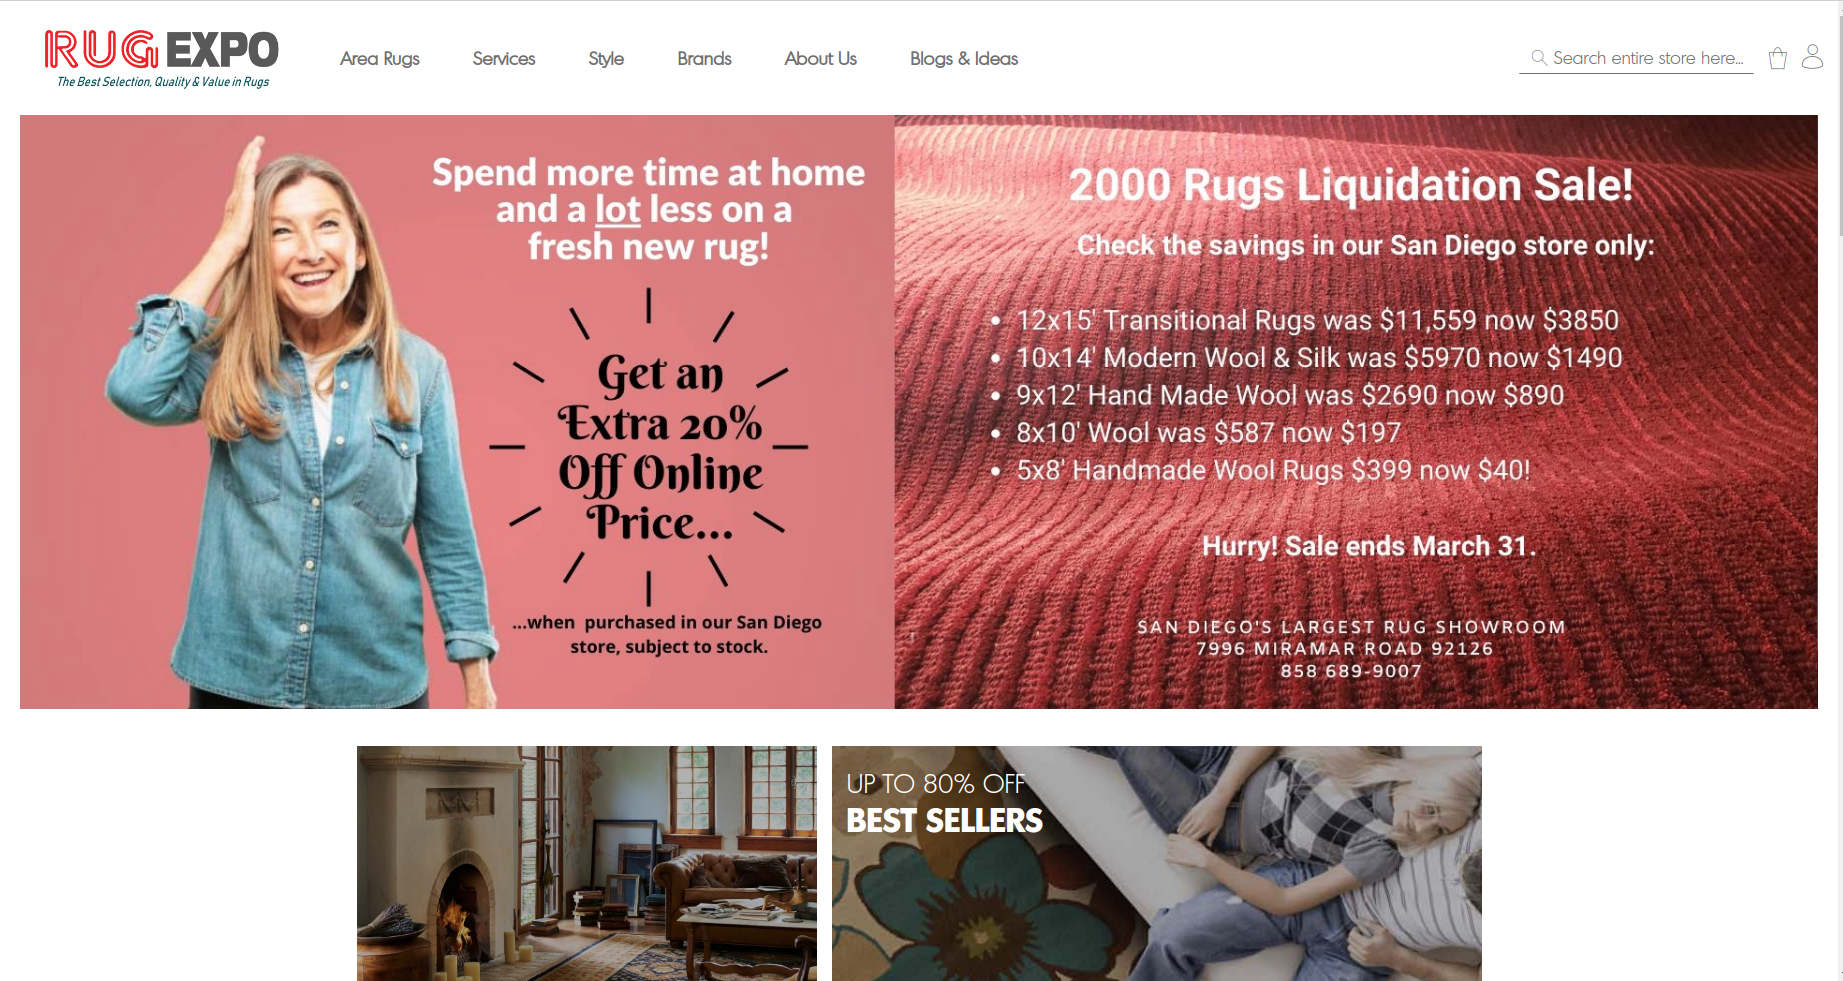 RUG EXPO
The Best Selection, Quality & Value in Rugs
Area Rugs
Services
Style
Brands
About Us
Blogs & Ideas
Search entire store here...
Spend more time at home
and a lot less on a
fresh new rug!
Get an
Extra 20%
Off Online
Price...
...when purchased in our San Diego
store, subject to stock.
2000 Rugs Liquidation Sale!
Check the savings in our San Diego store only:
• 12x15' Transitional Rugs was $11,559 now $3850
• 10x14' Modern Wool & Silk was $5970 now $1490
• 9x12' Hand Made Wool was $2690 now $890
• 8x10' Wool was $587 now $197
• 5x8' Handmade Wool Rugs $399 now $40!
Hurry! Sale ends March 31.
SAN DIEGO'S LARGEST RUG SHOWROOM
7996 MIRAMAR ROAD 92126
858 689-9007
UP TO 80% OFF
BEST SELLERS